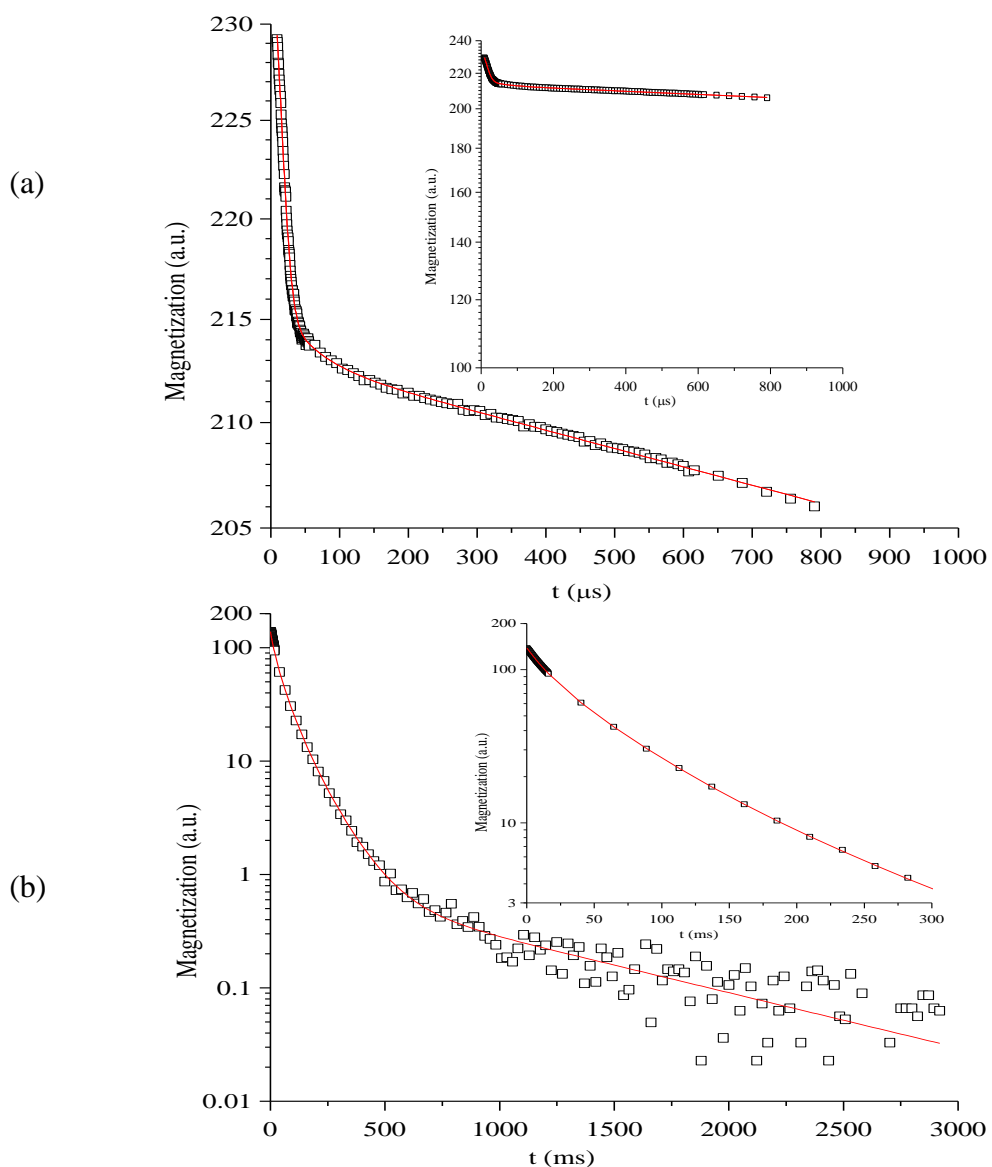 (a)
Magnetization (a.u.)
230
225
220
215
210
205
0 100 200 300 400 500 600 700 800 900 1000
t (μs)
Magnetization (a.u.)
240
220
200
180
160
140
120
100
0 200 400 600 800 1000
t (μs)
(b)
Magnetization (a.u.)
200
100
10
1
0.1
0.01
0 500 1000 1500 2000 2500 3000
t (ms)
Magnetization (a.u.)
200
100
10
3
0 50 100 150 200 250 300
t (ms)